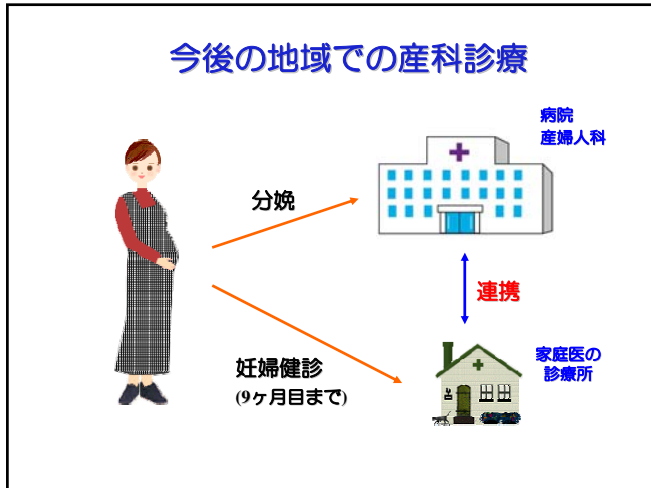 今後の地域での産科診療
病院
産婦人科
分娩
連携
家庭医の
診療所
妊婦健診
(9ヶ月目まで)